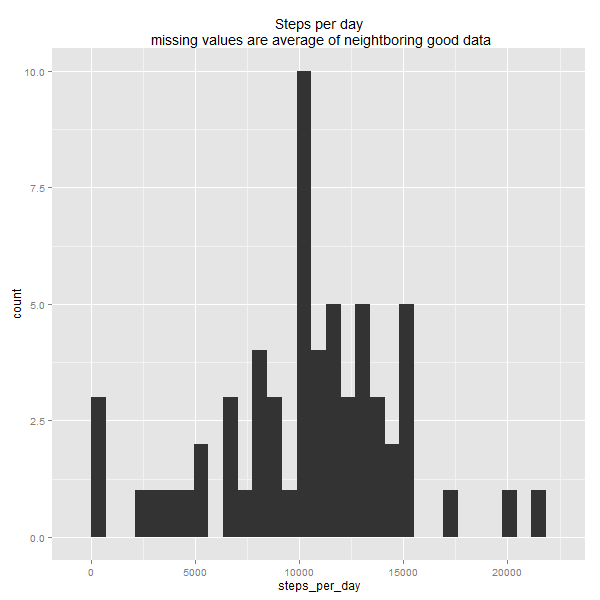 Steps per day
missing values are average of neightboring good data
10.0
7.5
5.0
2.5
0.0
count
0
5000
10000
15000
20000
steps_per_day